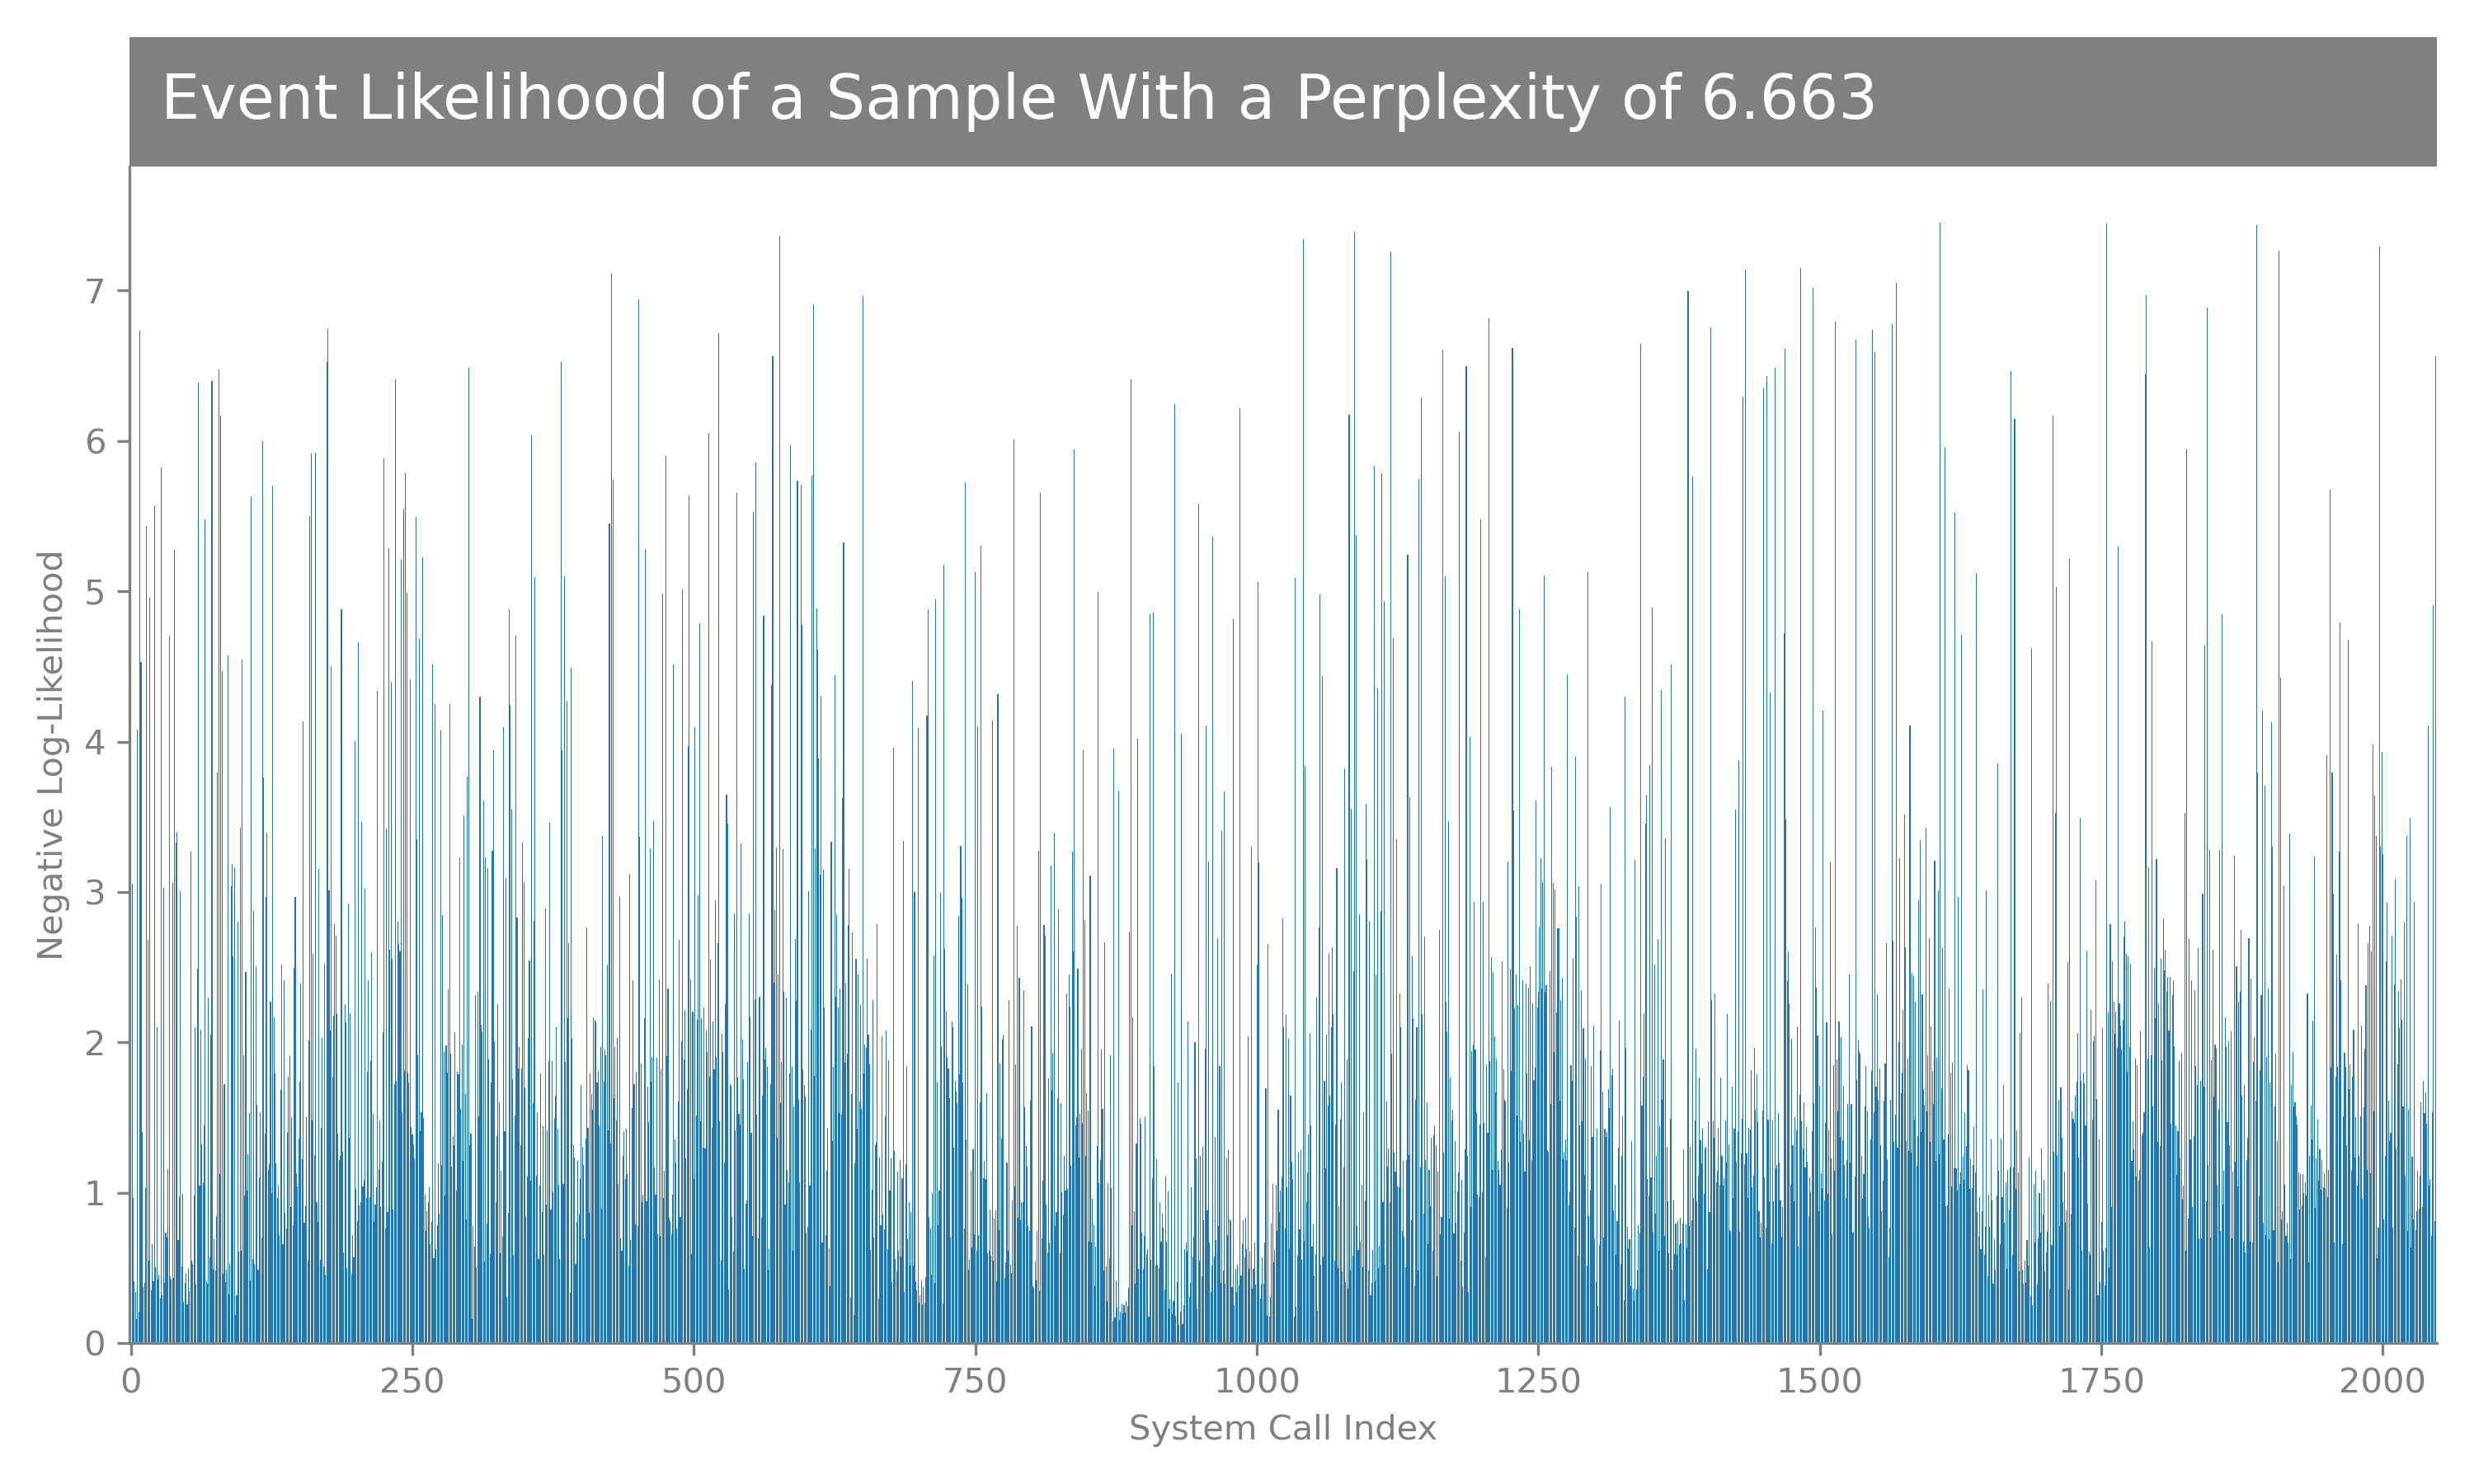 Event Likelihood of a Sample With a Perplexity of 6.663
7
6
5
4
3
2
1
0
Negative Log-Likelihood
0 250 500 750 1000 1250 1500 1750 2000
System Call Index